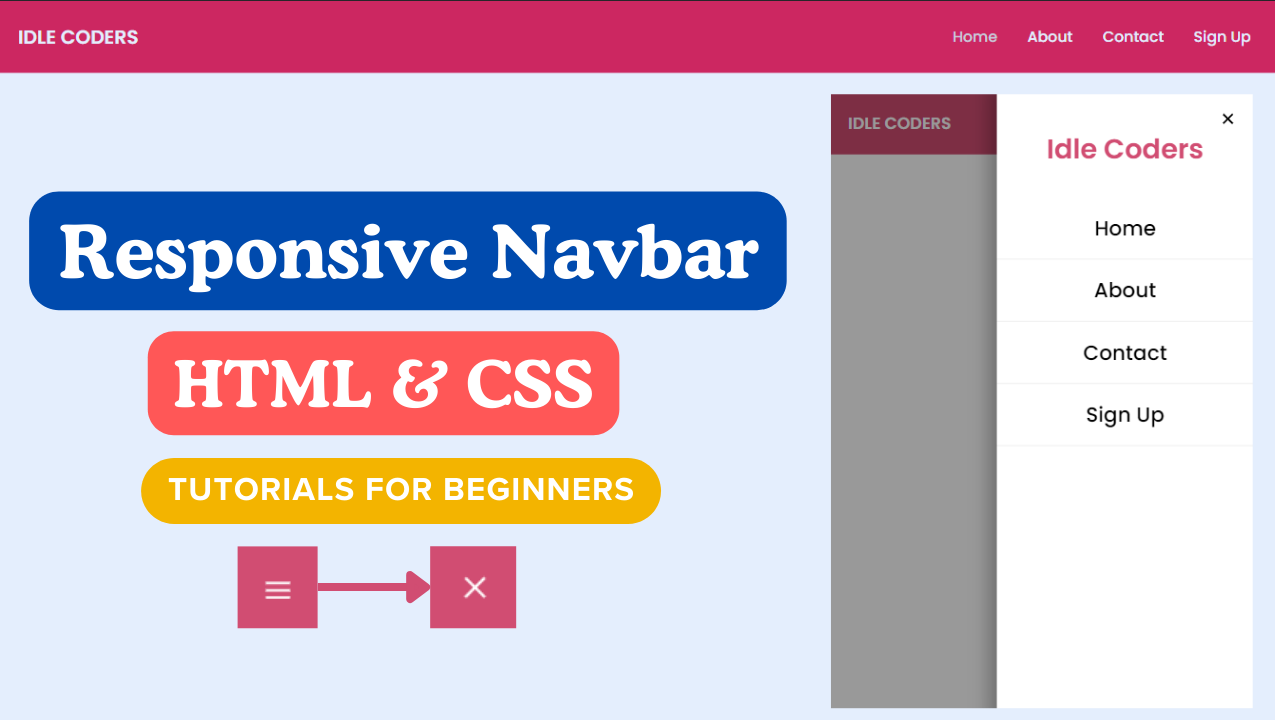 IDLE CODERS
Home About Contact Sign Up
Responsive Navbar
HTML & CSS
TUTORIALS FOR BEGINNERS
IDLE CODERS
Idle Coders
Home
About
Contact
Sign Up